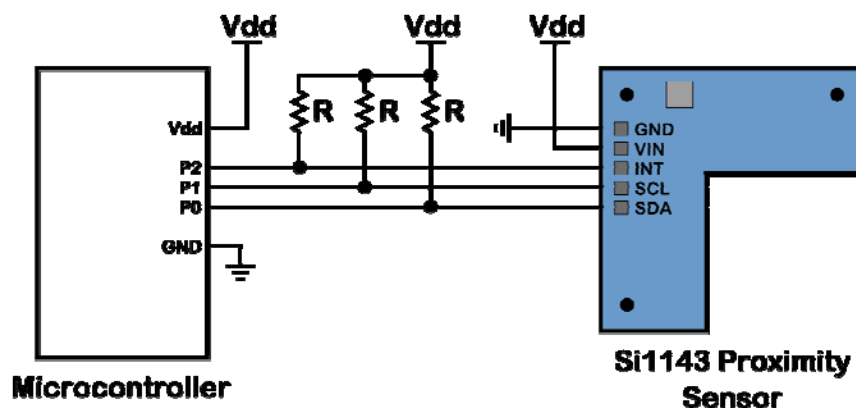 Vdd Vdd Vdd
R R R
Vdd
P2
P1
P0
GND
GND
VIN
INT
SCL
SDA
Microcontroller
Si1143 Proximity
Sensor